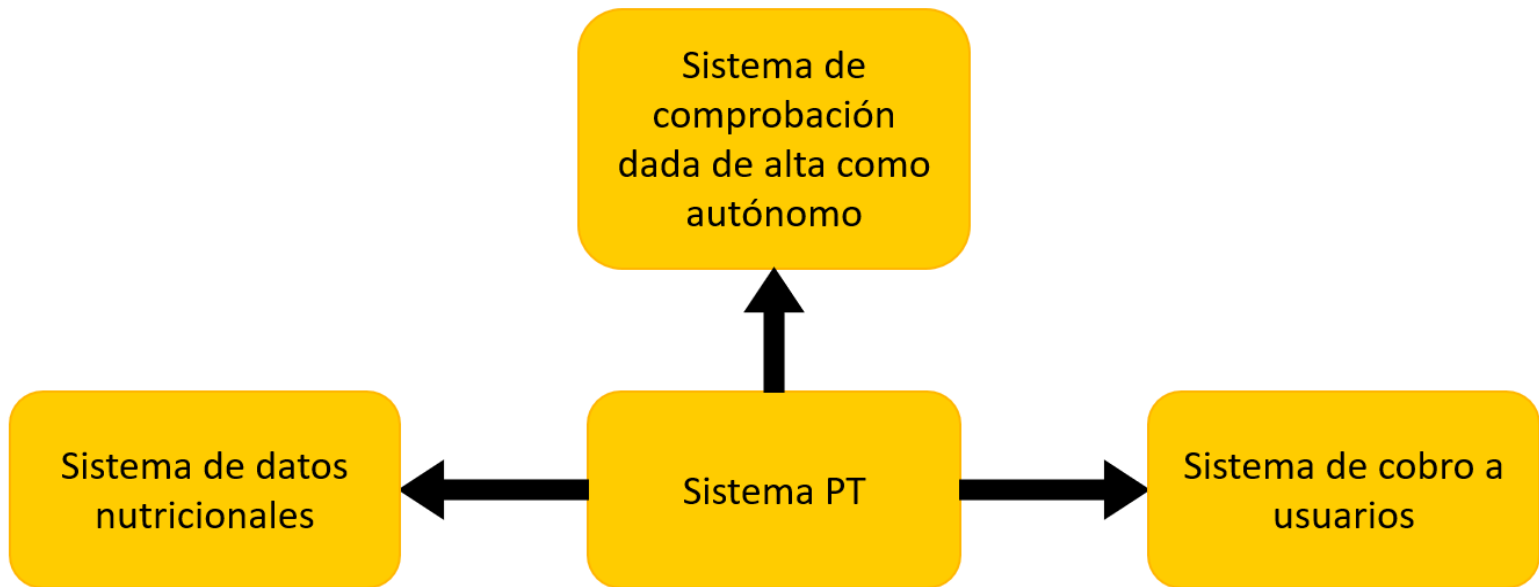 Sistema de
comprobación
dada de alta como
autónomo
Sistema de datos
nutricionales
Sistema PT
Sistema de cobro a
usuarios